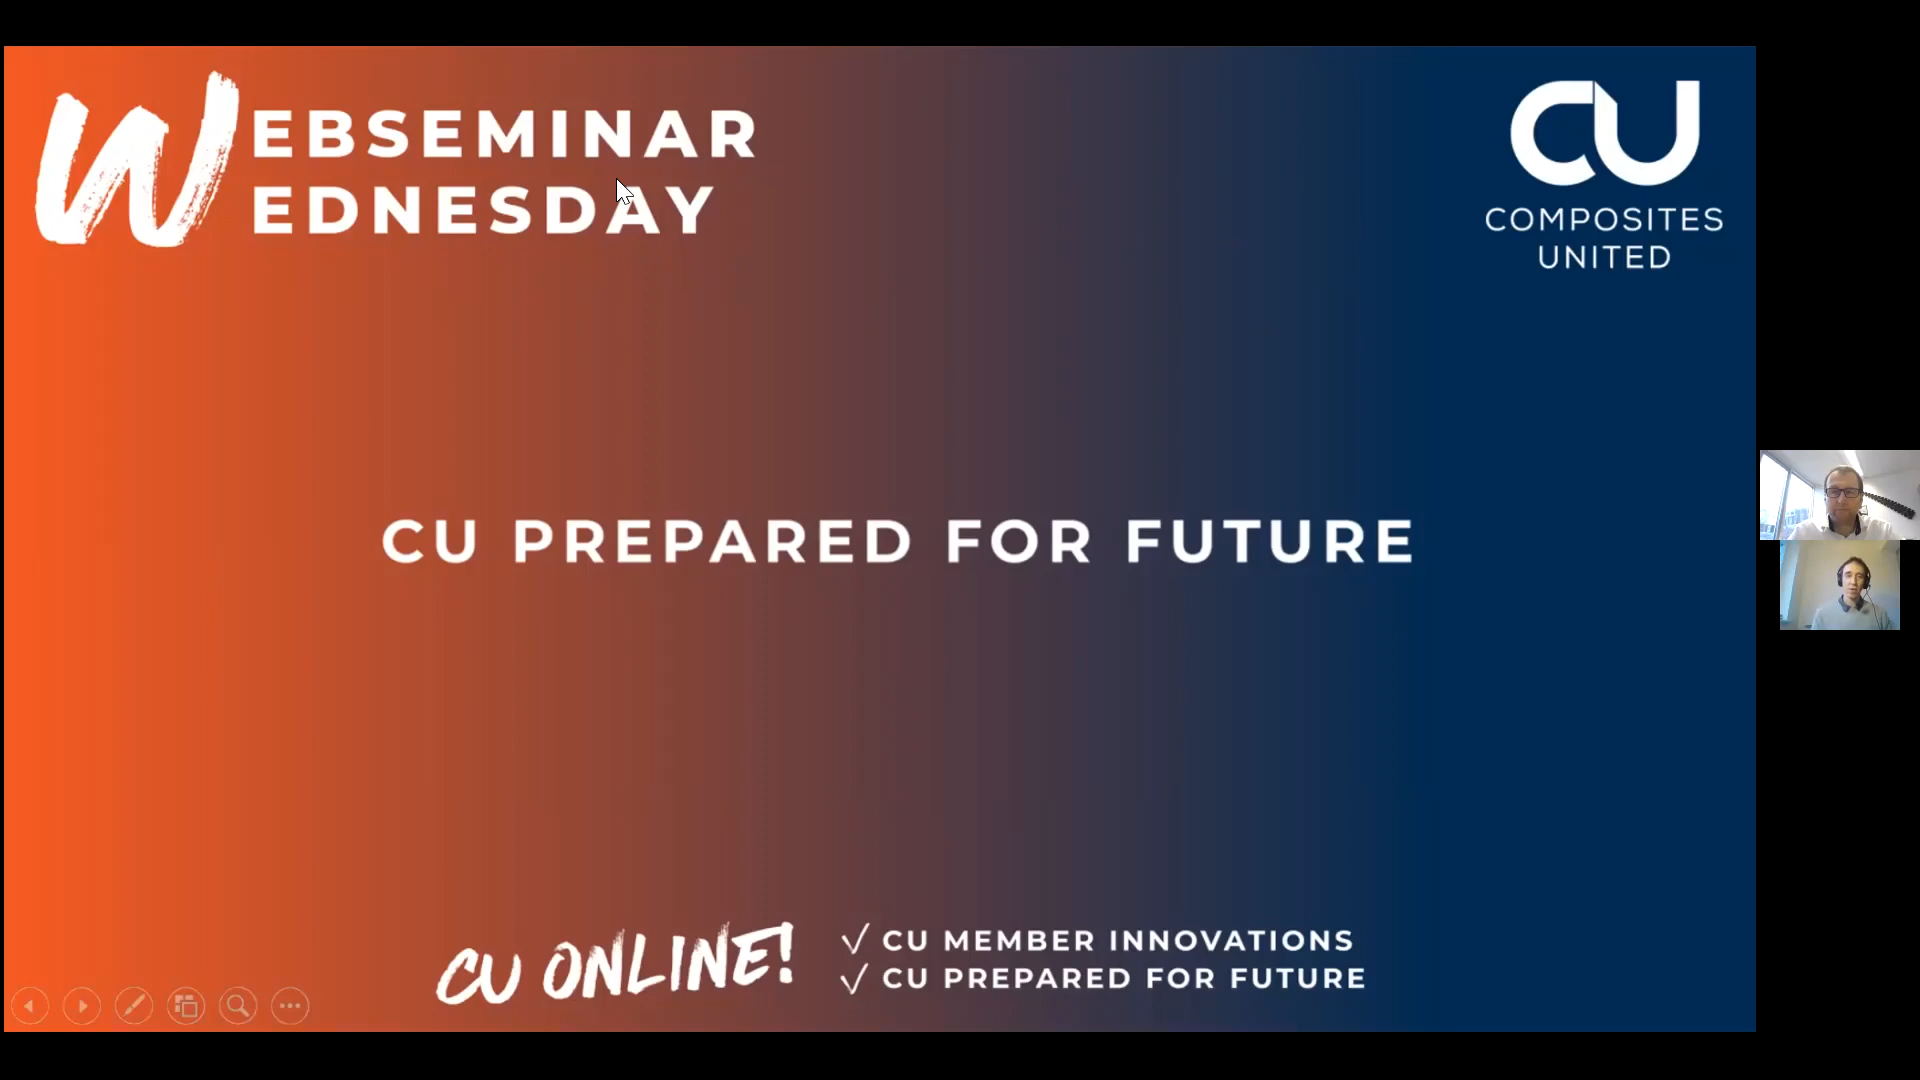 WEBSEMINAR
WEDNESDAY
CU
COMPOSITES
UNITED
CU PREPARED FOR FUTURE
CU ONLINE!
✓ CU MEMBER INNOVATIONS
✓ CU PREPARED FOR FUTURE